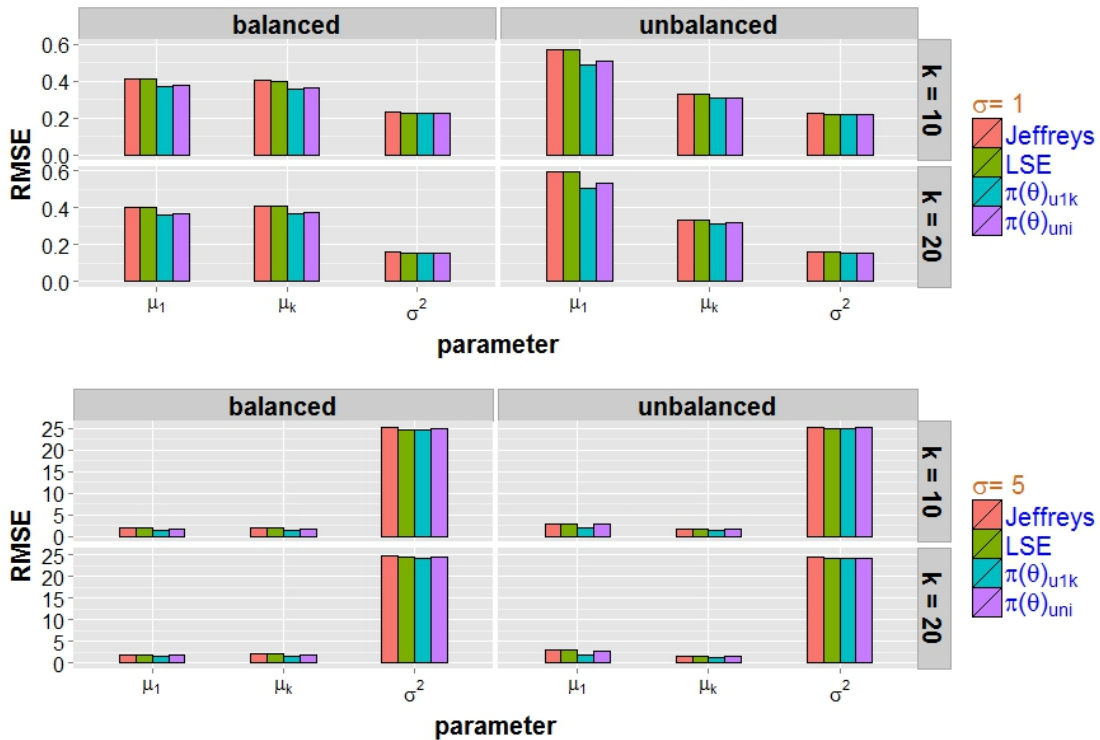 balanced unbalanced
RMSE
0.6
0.4
0.2
0.0
k = 10
0.6
0.4
0.2
0.0
k = 20
μ₁ μₖ σ² μ₁ μₖ σ²
parameter
σ= 1
Jeffreys
LSE
π(θ)u1k
π(θ)uni
balanced unbalanced
RMSE
25
20
15
10
5
0
k = 10
25
20
15
10
5
0
k = 20
μ₁ μₖ σ² μ₁ μₖ σ²
parameter
σ= 5
Jeffreys
LSE
π(θ)u1k
π(θ)uni